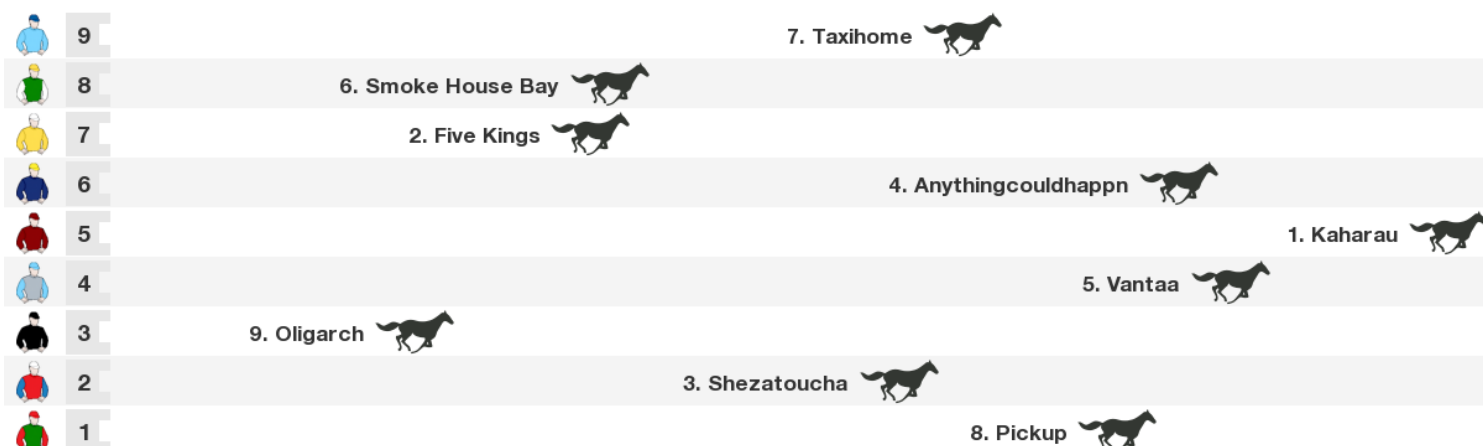 9 7. Taxihome
8 6. Smoke House Bay
7 2. Five Kings
6 4. Anythingcouldhappn
5 1. Kaharau
4 5. Vantaa
3 9. Oligarch
2 3. Shezatoucha
1 8. Pickup